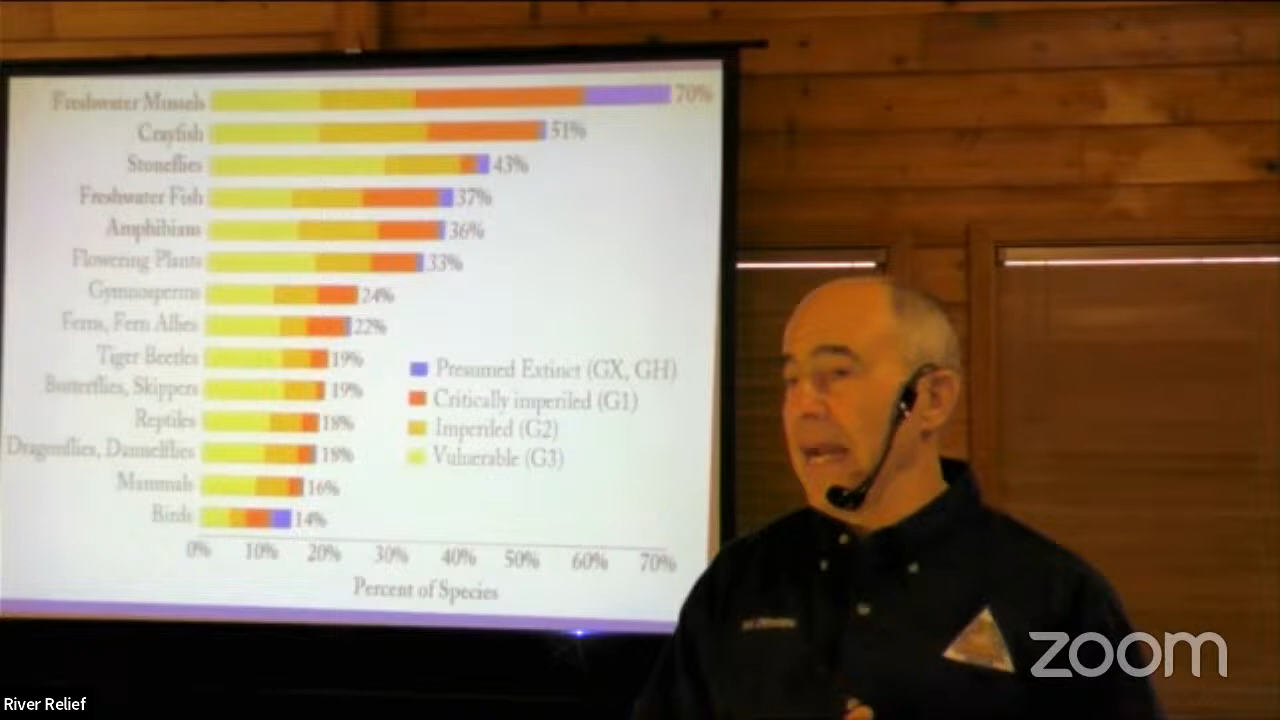 Freshwater Mussels 70%
Crayfish 51%
Stoneflies 43%
Freshwater Fish 37%
Amphibians 36%
Flowering Plants 33%
Gymnosperms 24%
Ferns, Fern Allies 22%
Tiger Beetles 19%
Butterflies, Skippers 19%
Reptiles 18%
Dragonflies, Damselflies 18%
Mammals 16%
Birds 14%
Presumed Extinct (GX, GH)
Critically imperiled (G1)
Imperiled (G2)
Vulnerable (G3)
0% 10% 20% 30% 40% 50% 60% 70%
Percent of Species
zoom
River Relief